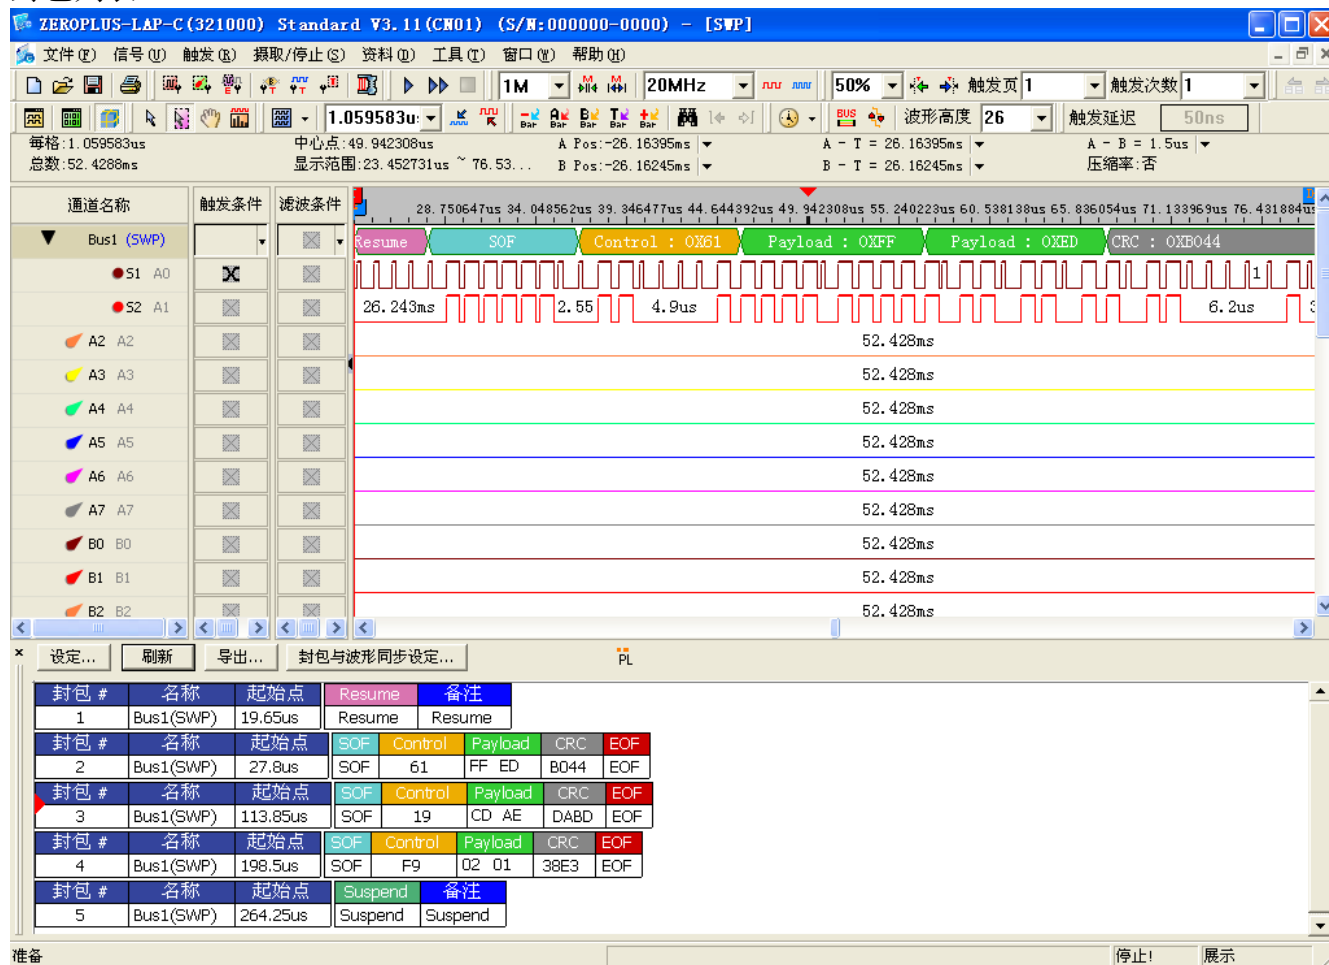 ZEROPLUS-LAP-C(321000) Standard V3.11(CN01) (S/N:000000-0000) - [SWP]
文件(F) 信号(U) 触发(R) 摄取/停止(S) 资料(D) 工具(T) 窗口(W) 帮助(H)
1M 20MHz 50% 触发页 1 触发次数 1
1.059583u: Bar Bar Bar Bar Bar BUS 波形高度 26 触发延迟 50ns
每格:1.059583us 中心点:49.942308us A Pos:-26.16395ms A - T = 26.16395ms A - B = 1.5us
总数:52.4288ms 显示范围:23.452731us ~ 76.53... B Pos:-26.16245ms B - T = 26.16245ms 压缩率:否
通道名称 触发条件 滤波条件 28.750647us 34.048562us 39.346477us 44.644392us 49.942308us 55.240223us 60.538138us 65.836054us 71.133969us 76.431884us
Bus1 (SWP) Resume SOF Control : 0X61 Payload : 0XFF Payload : 0XED CRC : 0XB044
S1 A0 1
S2 A1 26.243ms 2.55 4.9us 6.2us
A2 A2 52.428ms
A3 A3 52.428ms
A4 A4 52.428ms
A5 A5 52.428ms
A6 A6 52.428ms
A7 A7 52.428ms
B0 B0 52.428ms
B1 B1 52.428ms
B2 B2 52.428ms
设定... 刷新 导出... 封包与波形同步设定... PL
封包 # 名称 起始点 Resume 备注
1 Bus1(SWP) 19.65us Resume Resume
封包 # 名称 起始点 SOF Control Payload CRC EOF
2 Bus1(SWP) 27.8us SOF 61 FF ED B044 EOF
封包 # 名称 起始点 SOF Control Payload CRC EOF
3 Bus1(SWP) 113.85us SOF 19 CD AE DABD EOF
封包 # 名称 起始点 SOF Control Payload CRC EOF
4 Bus1(SWP) 198.5us SOF F9 02 01 38E3 EOF
封包 # 名称 起始点 Suspend 备注
5 Bus1(SWP) 264.25us Suspend Suspend
准备 停止! 展示